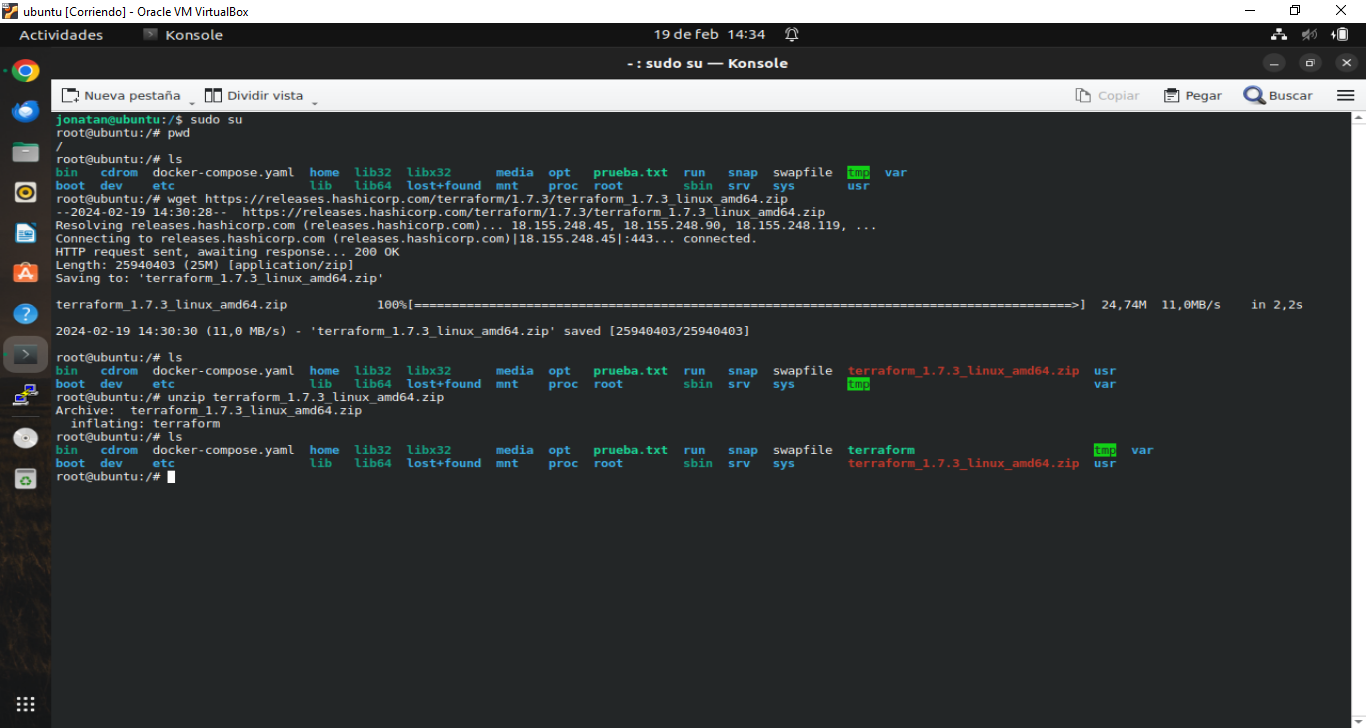 ubuntu [Corriendo] - Oracle VM VirtualBox
Actividades Konsole 19 de feb 14:34
- : sudo su — Konsole
Nueva pestaña Dividir vista Copiar Pegar Buscar
jonatan@ubuntu:/$ sudo su
root@ubuntu:/# pwd
/
root@ubuntu:/# ls
bin cdrom docker-compose.yaml home lib32 libx32 media opt prueba.txt run snap swapfile tmp var
boot dev etc lib lib64 lost+found mnt proc root sbin srv sys usr
root@ubuntu:/# wget https://releases.hashicorp.com/terraform/1.7.3/terraform_1.7.3_linux_amd64.zip
--2024-02-19 14:30:28-- https://releases.hashicorp.com/terraform/1.7.3/terraform_1.7.3_linux_amd64.zip
Resolving releases.hashicorp.com (releases.hashicorp.com)... 18.155.248.45, 18.155.248.90, 18.155.248.119, ...
Connecting to releases.hashicorp.com (releases.hashicorp.com)|18.155.248.45|:443... connected.
HTTP request sent, awaiting response... 200 OK
Length: 25940403 (25M) [application/zip]
Saving to: 'terraform_1.7.3_linux_amd64.zip'
terraform_1.7.3_linux_amd64.zip 100%[========================================================================================>] 24,74M 11,0MB/s in 2,2s
2024-02-19 14:30:30 (11,0 MB/s) - 'terraform_1.7.3_linux_amd64.zip' saved [25940403/25940403]
root@ubuntu:/# ls
bin cdrom docker-compose.yaml home lib32 libx32 media opt prueba.txt run snap swapfile terraform_1.7.3_linux_amd64.zip usr
boot dev etc lib lib64 lost+found mnt proc root sbin srv sys tmp var
root@ubuntu:/# unzip terraform_1.7.3_linux_amd64.zip
Archive: terraform_1.7.3_linux_amd64.zip
inflating: terraform
root@ubuntu:/# ls
bin cdrom docker-compose.yaml home lib32 libx32 media opt prueba.txt run snap swapfile terraform tmp var
boot dev etc lib lib64 lost+found mnt proc root sbin srv sys terraform_1.7.3_linux_amd64.zip usr
root@ubuntu:/#